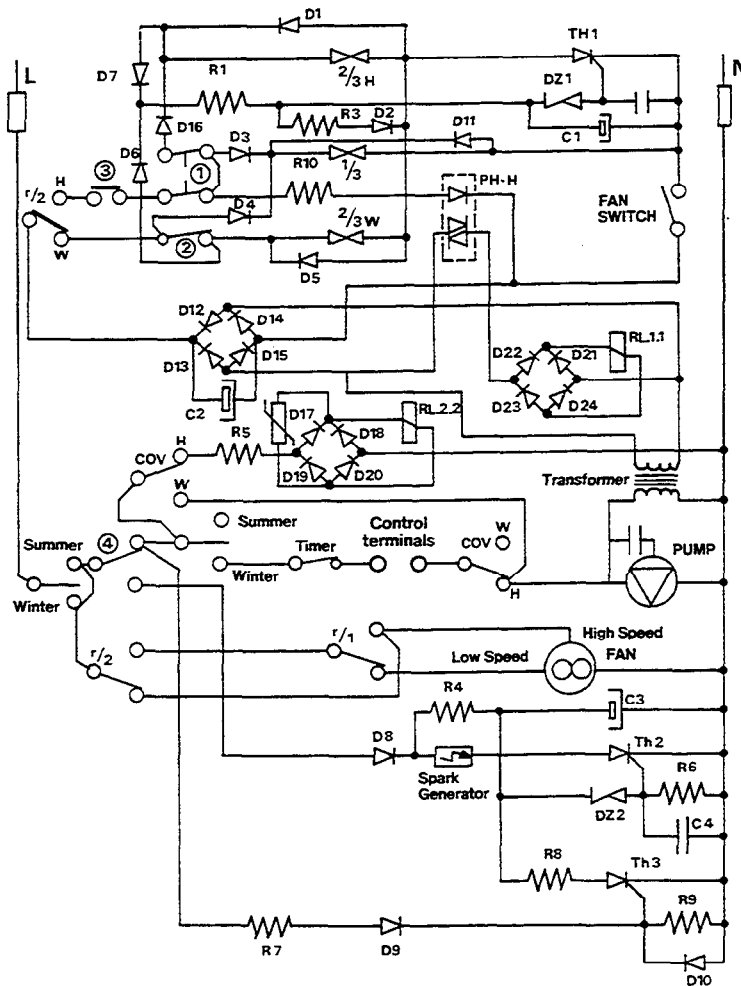 D1
L
TH1
N
D7
R1
2/3 H
DZ1
R3
D2
D16
D11
C1
D6
D3
R10
1/3
③
①
PH-H
H
r/2
FAN
SWITCH
D4
2/3 W
W
②
D5
D12
D14
D13
D15
RL.1.1
D22
D21
D23
D24
C2
D17
RL.2.2
H
R5
D18
COV
D19
D20
Transformer
W
Summer
Control
terminals
W
④
Summer
Timer
COV
PUMP
Winter
H
Winter
r/1
High Speed
FAN
r/2
Low Speed
R4
C3
D8
Th2
R6
Spark
Generator
DZ2
C4
R8
Th3
R9
R7
D9
D10